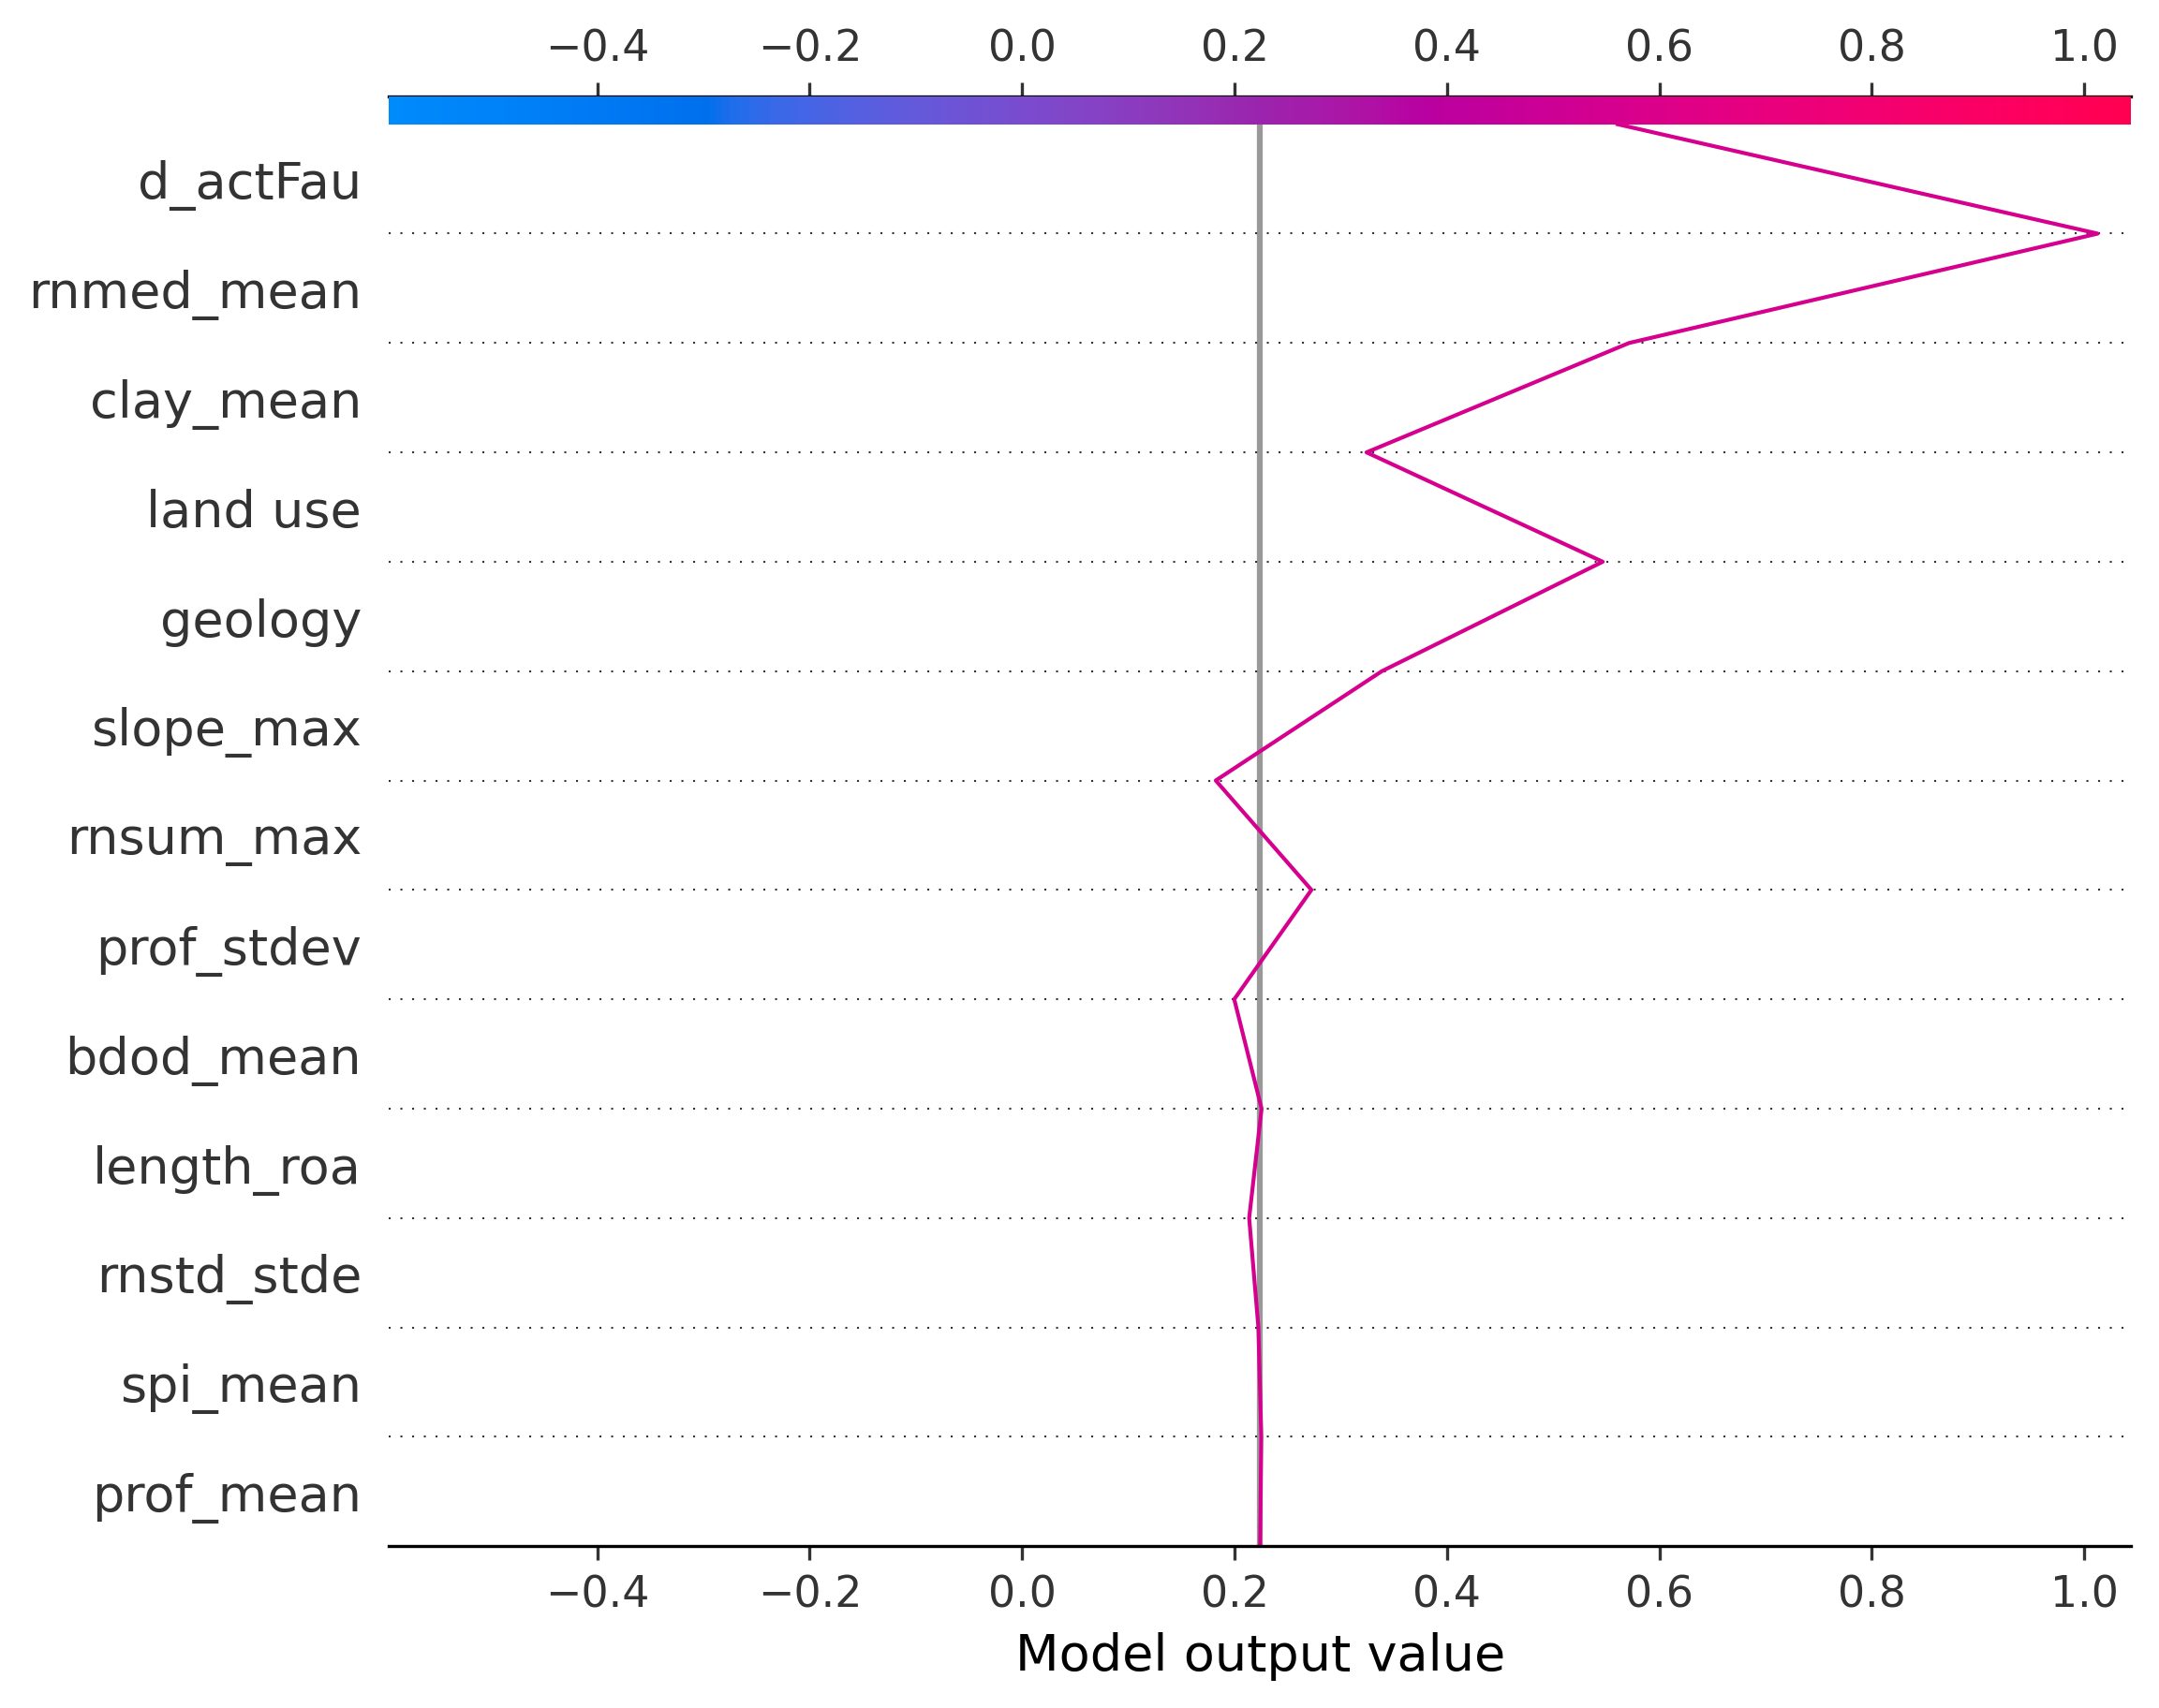 −0.4 −0.2 0.0 0.2 0.4 0.6 0.8 1.0
d_actFau
rnmed_mean
clay_mean
land use
geology
slope_max
rnsum_max
prof_stdev
bdod_mean
length_roa
rnstd_stde
spi_mean
prof_mean
−0.4 −0.2 0.0 0.2 0.4 0.6 0.8 1.0
Model output value